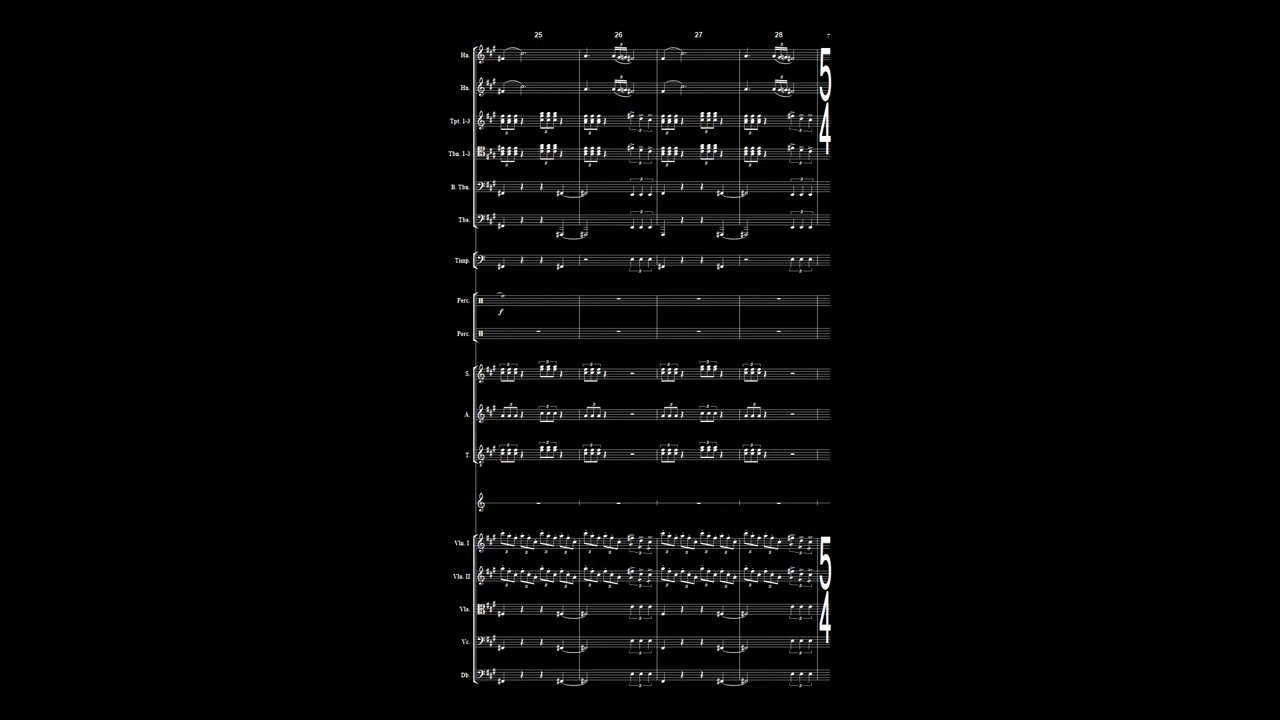 25 26 27 28
Hn.
Hn.
Tpt. 1-3
Tbn. 1-3
B. Tbn.
Tba.
Timp.
Perc.
f
Perc.
S.
A.
T.
Vln. I
Vln. II
Vla.
Vc.
Db.
5
4
5
4